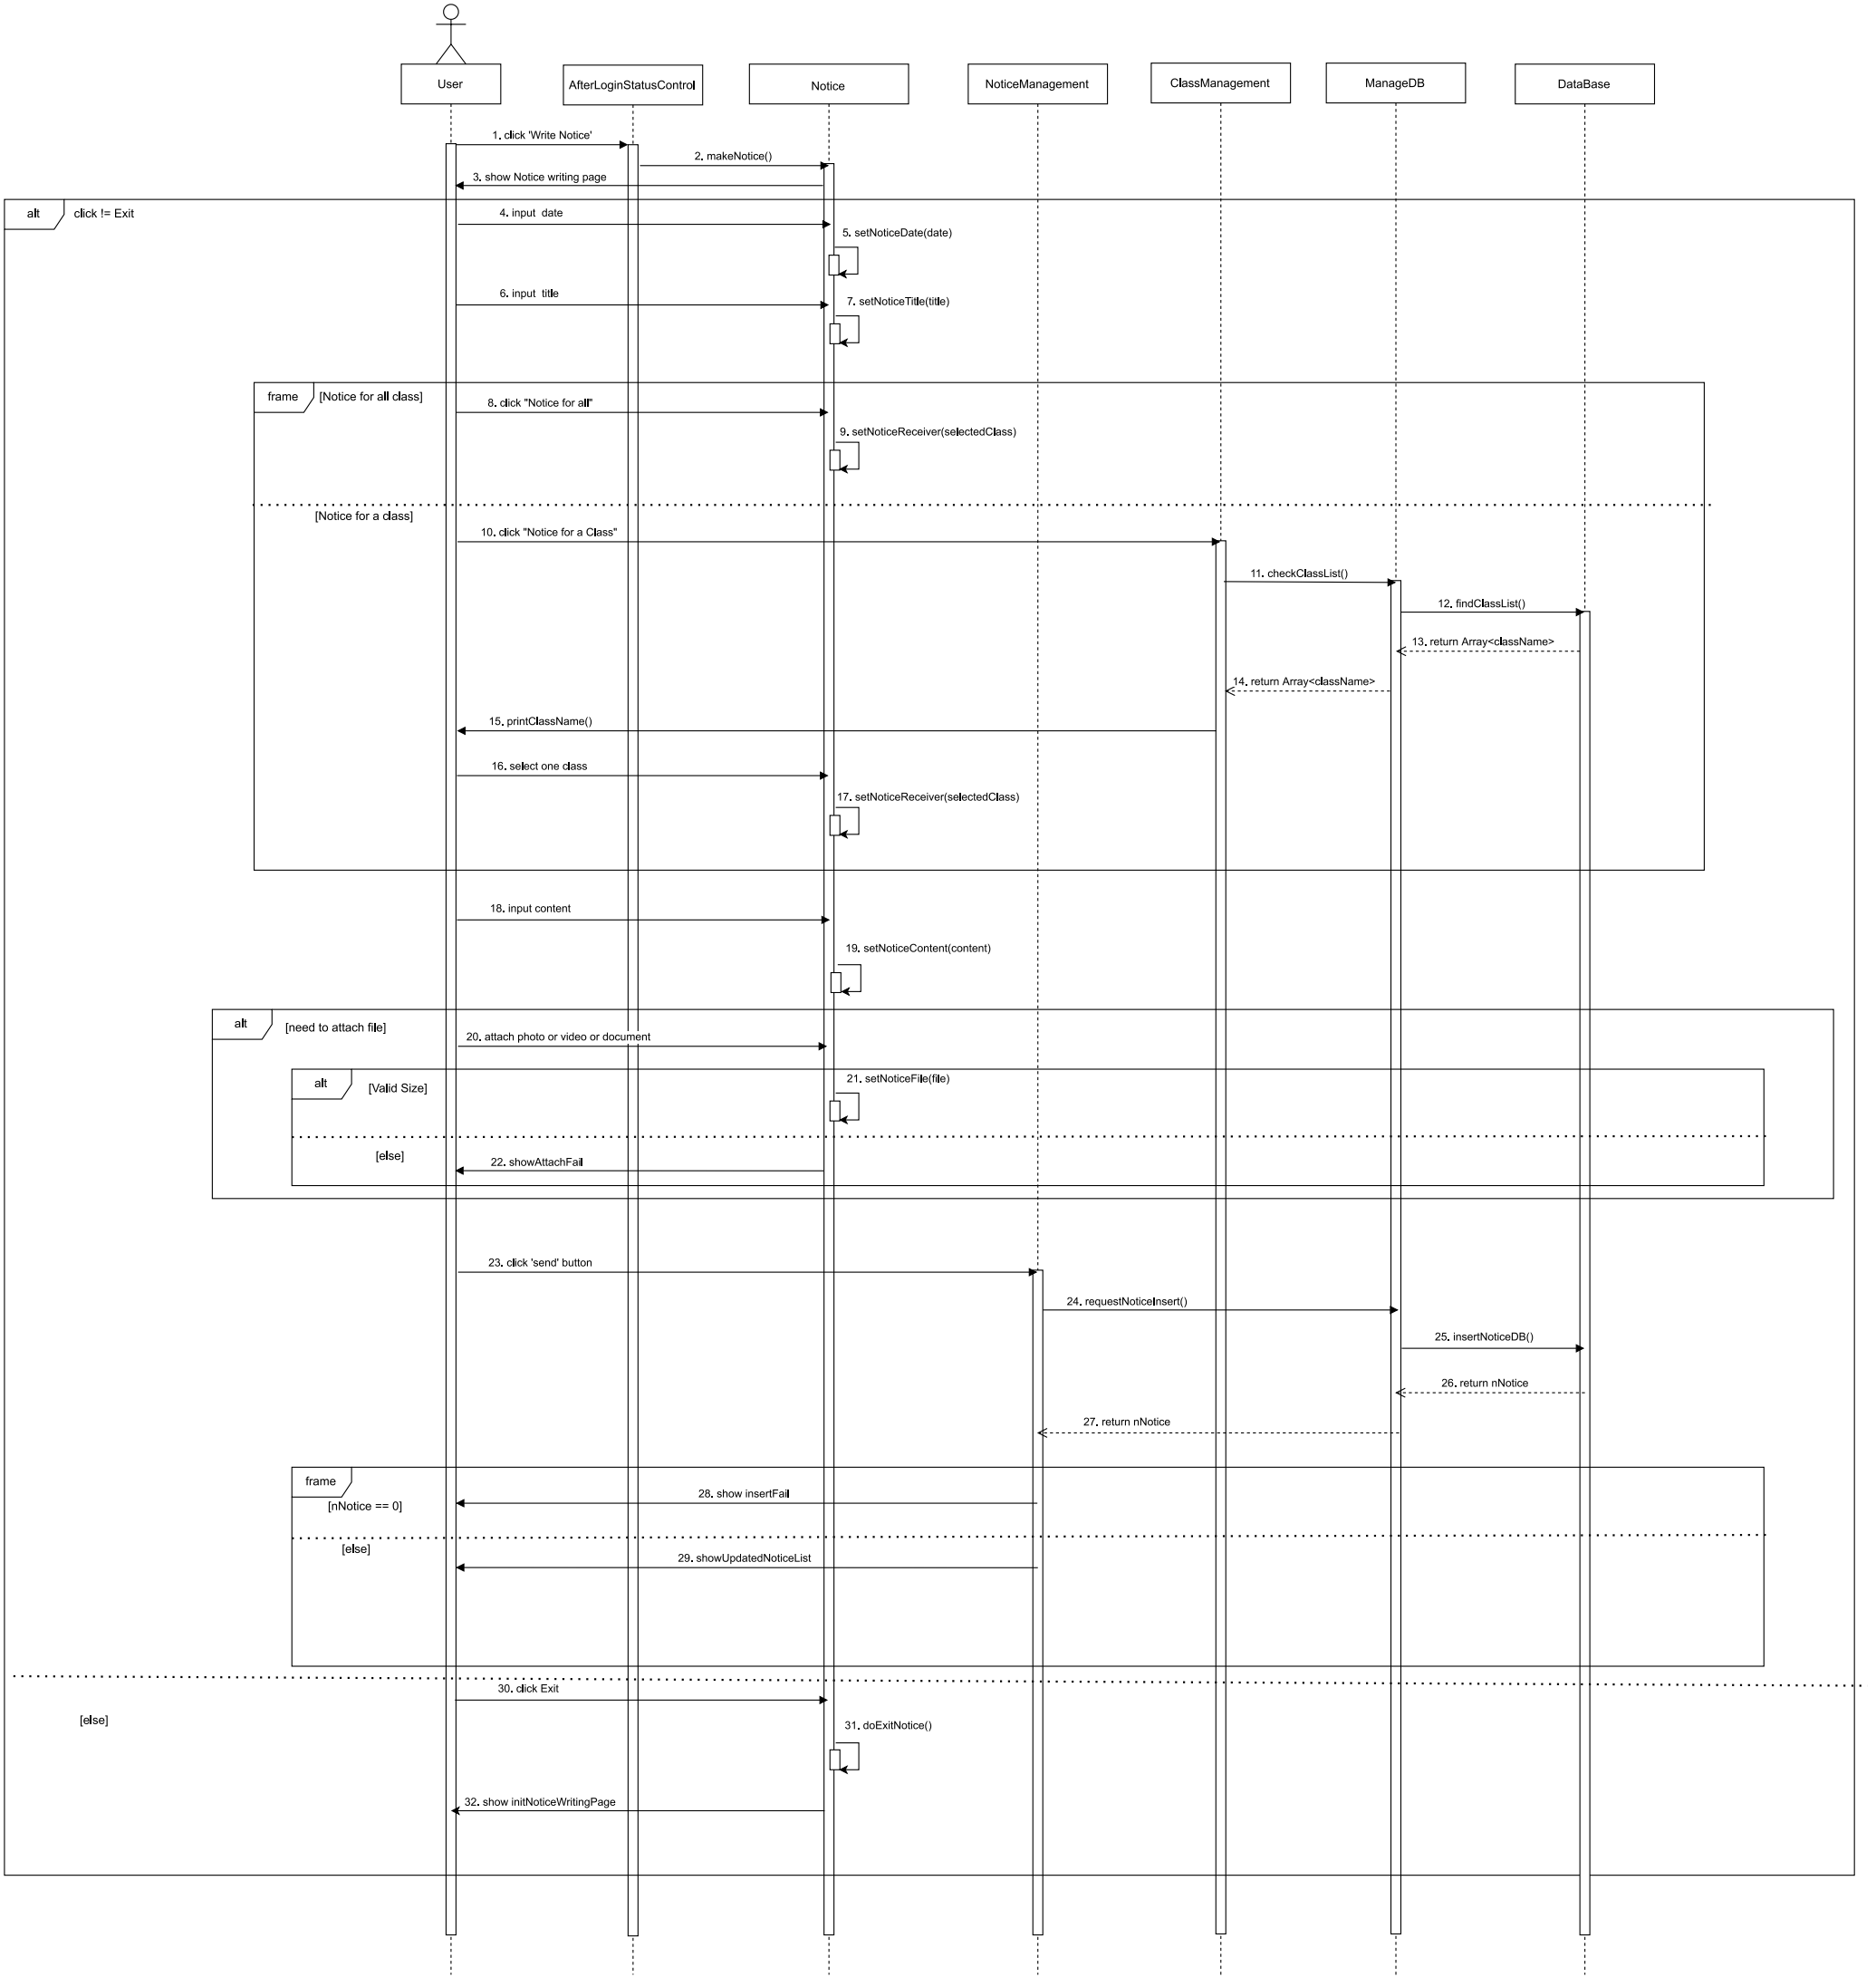 User
AfterLoginStatusControl
Notice
NoticeManagement
ClassManagement
ManageDB
DataBase
1. click 'Write Notice'
2. makeNotice()
3. show Notice writing page
alt
click != Exit
4. input  date
5. setNoticeDate(date)
6. input  title
7. setNoticeTitle(title)
frame
[Notice for all class]
8. click "Notice for all"
9. setNoticeReceiver(selectedClass)
[Notice for a class]
10. click "Notice for a Class"
11. checkClassList()
12. findClassList()
13. return Array<className>
14. return Array<className>
15. printClassName()
16. select one class
17. setNoticeReceiver(selectedClass)
18. input content
19. setNoticeContent(content)
alt
[need to attach file]
20. attach photo or video or document
alt
[Valid Size]
21. setNoticeFile(file)
[else]
22. showAttachFail
23. click 'send' button
24. requestNoticeInsert()
25. insertNoticeDB()
26. return nNotice
27. return nNotice
frame
[nNotice == 0]
28. show insertFail
[else]
29. showUpdatedNoticeList
30. click Exit
[else]
31. doExitNotice()
32. show initNoticeWritingPage